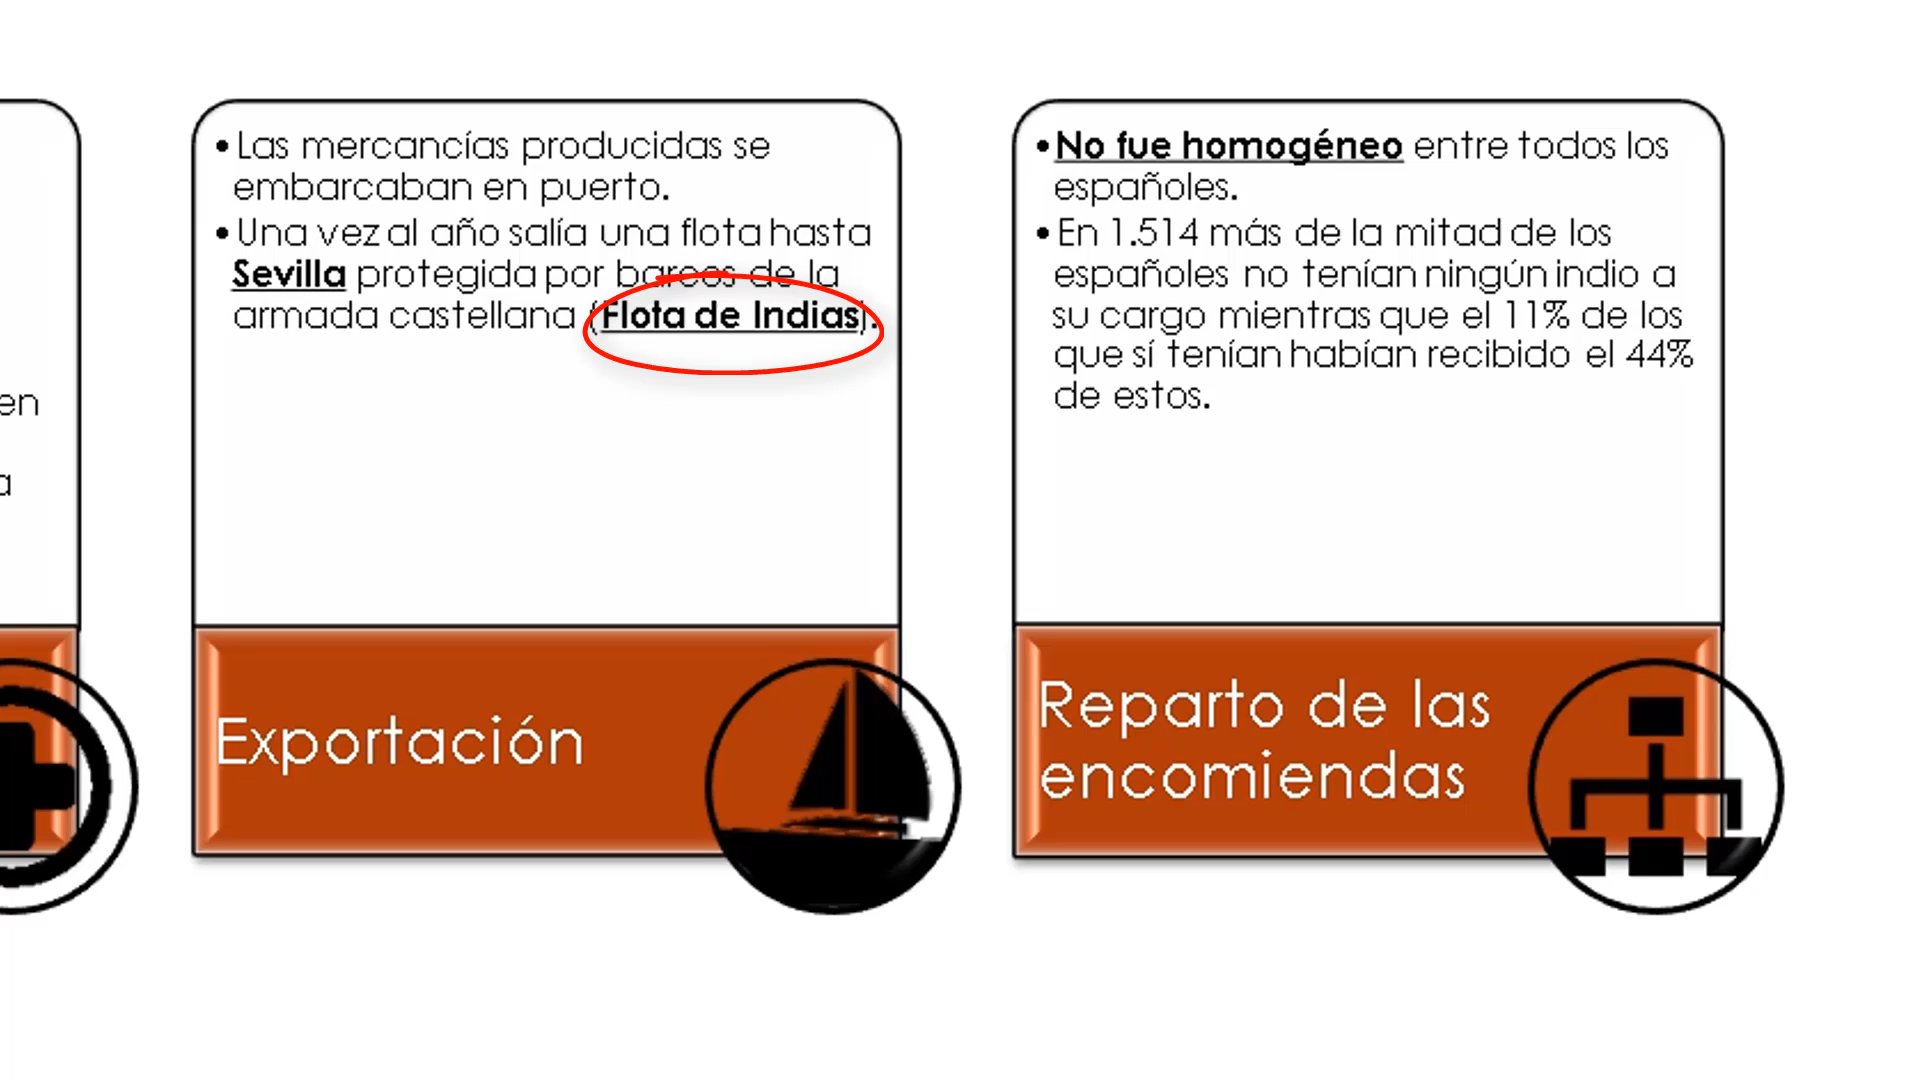 en
a
•Las mercancías producidas se
embarcaban en puerto.
•Una vez al año salía una flota hasta
Sevilla protegida por barcos de la
armada castellana (Flota de Indias).
Exportación
•No fue homogéneo entre todos los
españoles.
•En 1.514 más de la mitad de los
españoles no tenían ningún indio a
su cargo mientras que el 11% de los
que sí tenían habían recibido el 44%
de estos.
Reparto de las
encomiendas